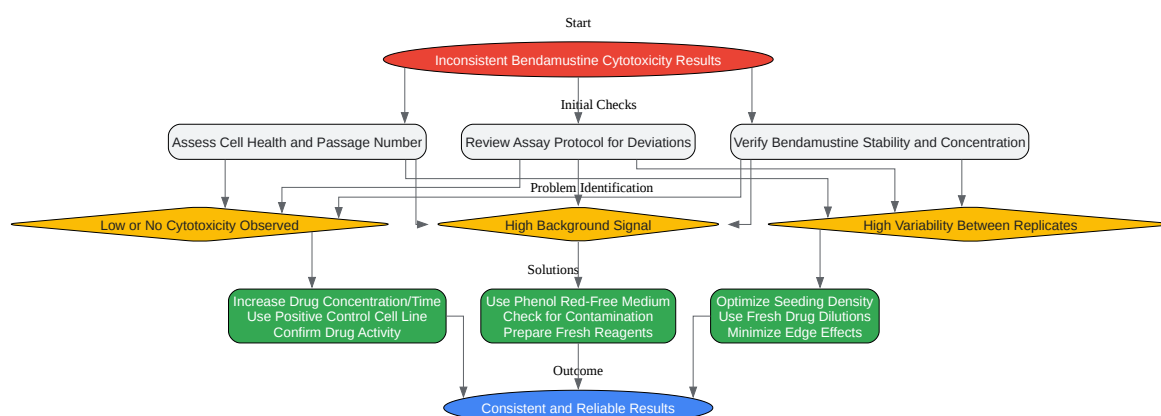 Start
Inconsistent Bendamustine Cytotoxicity Results
Initial Checks
Assess Cell Health and Passage Number
Review Assay Protocol for Deviations
Verify Bendamustine Stability and Concentration
Problem Identification
Low or No Cytotoxicity Observed
High Background Signal
High Variability Between Replicates
Solutions
Increase Drug Concentration/Time
Use Positive Control Cell Line
Confirm Drug Activity
Use Phenol Red-Free Medium
Check for Contamination
Prepare Fresh Reagents
Optimize Seeding Density
Use Fresh Drug Dilutions
Minimize Edge Effects
Outcome
Consistent and Reliable Results